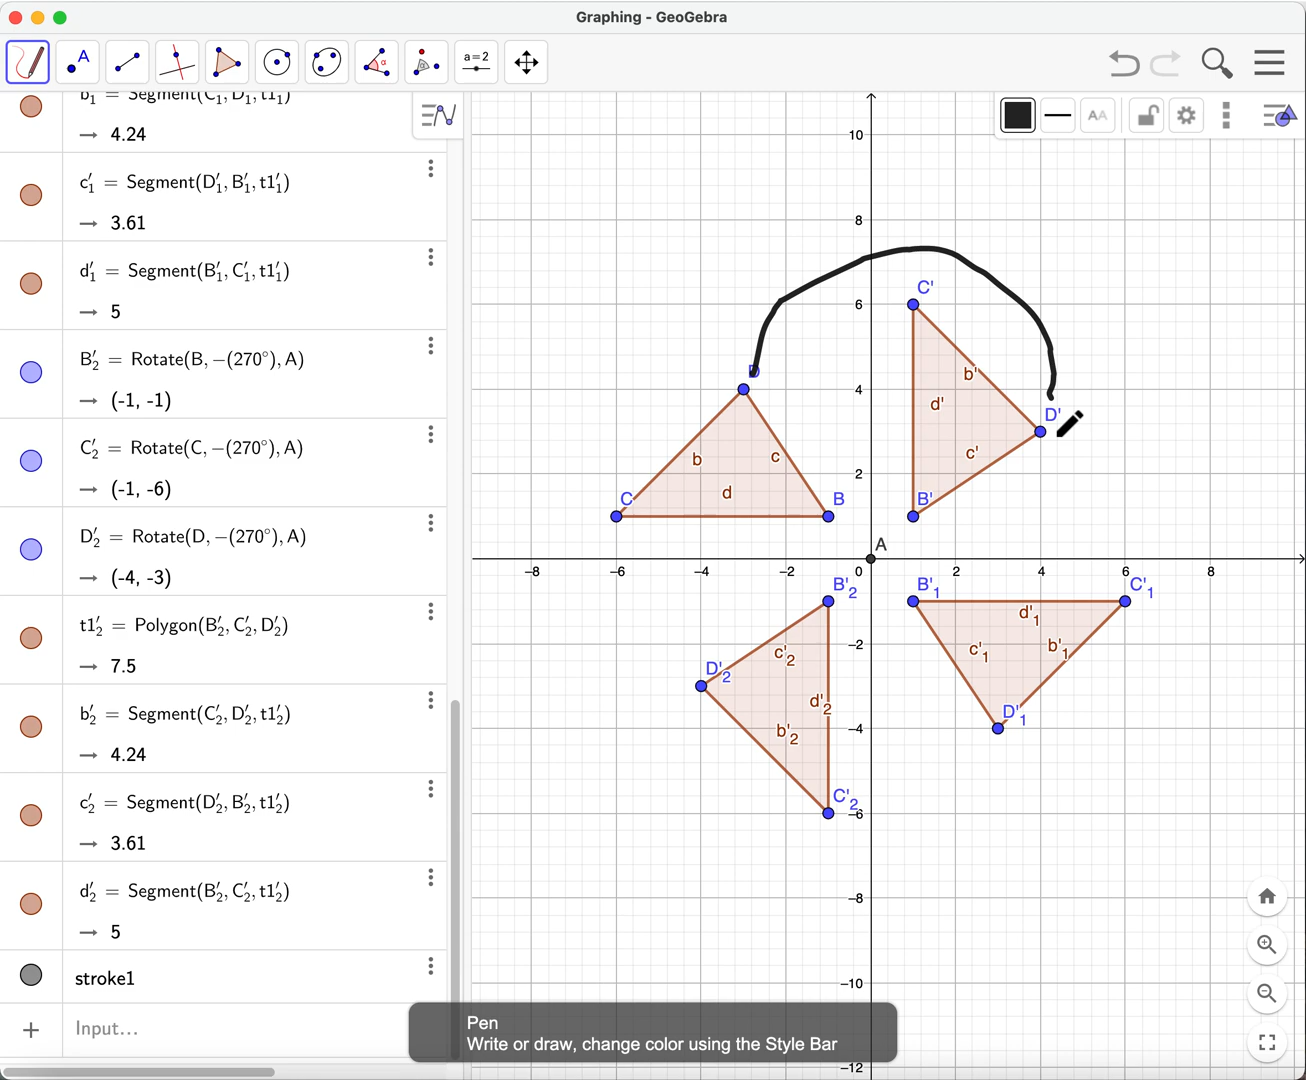 Graphing - GeoGebra
A
α
a=2
b₁ = Segment(C₁, D₁, t1₁)
→ 4.24
c′₁ = Segment(D′₁, B′₁, t1′₁)
→ 3.61
d′₁ = Segment(B′₁, C′₁, t1′₁)
→ 5
B′₂ = Rotate(B, −(270°), A)
→ (-1, -1)
C′₂ = Rotate(C, −(270°), A)
→ (-1, -6)
D′₂ = Rotate(D, −(270°), A)
→ (-4, -3)
t1′₂ = Polygon(B′₂, C′₂, D′₂)
→ 7.5
b′₂ = Segment(C′₂, D′₂, t1′₂)
→ 4.24
c′₂ = Segment(D′₂, B′₂, t1′₂)
→ 3.61
d′₂ = Segment(B′₂, C′₂, t1′₂)
→ 5
stroke1
+ Input…
AA
10
8
C'
6
D
b'
4
d'
D'
b c
c'
2
d
C B B'
A
−8 −6 −4 −2 0 2 4 6 8
B'₂ B'₁ C'₁
d'₁
−2
c'₂ c'₁ b'₁
D'₂
d'₂
D'₁
b'₂
−4
C'₂
−6
−8
−10
−12
Pen
Write or draw, change color using the Style Bar